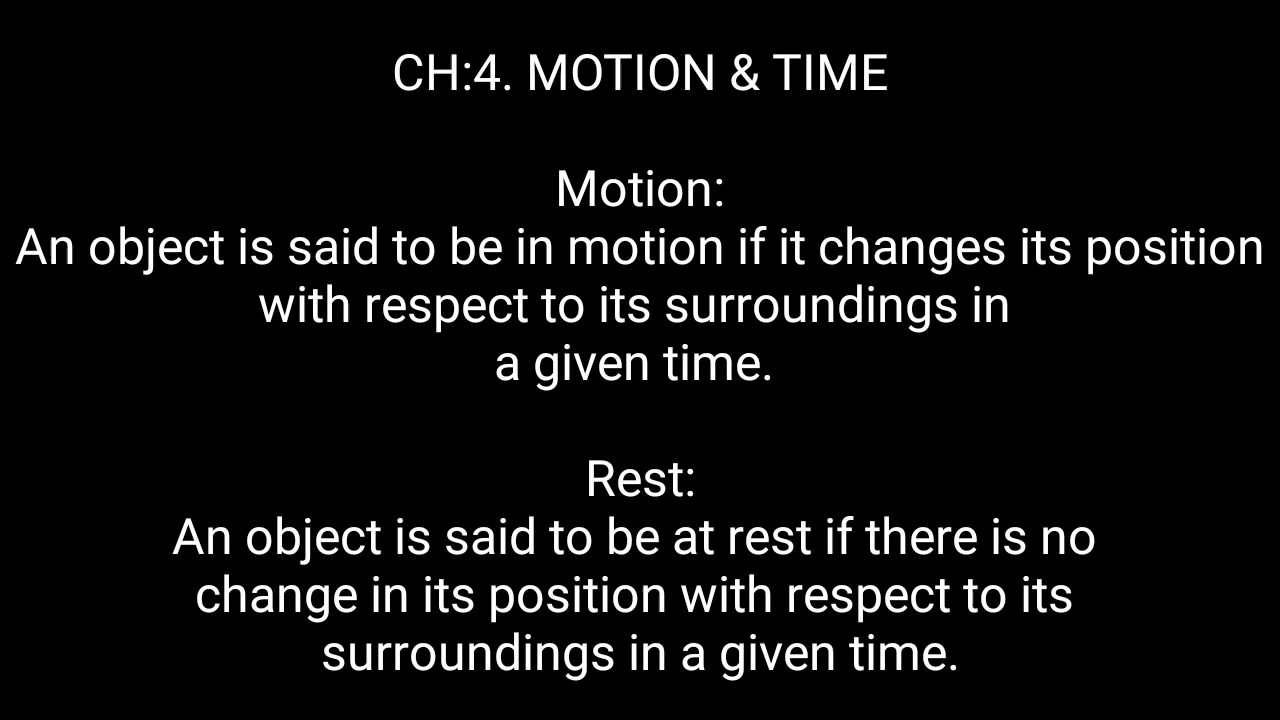 CH:4. MOTION & TIME
Motion:
An object is said to be in motion if it changes its position
with respect to its surroundings in
a given time.
Rest:
An object is said to be at rest if there is no
change in its position with respect to its
surroundings in a given time.